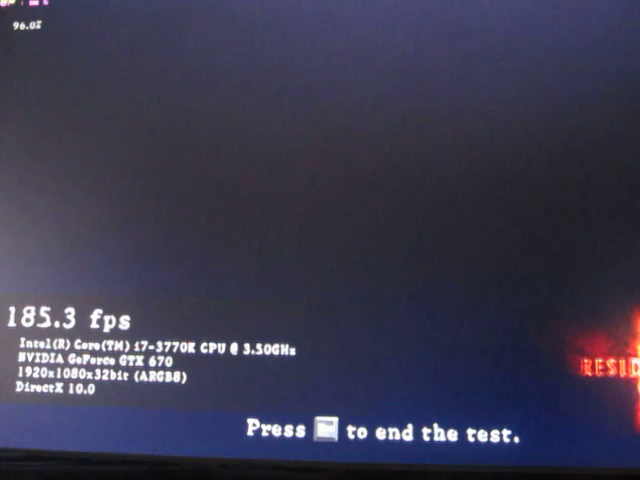 96.0%
185.3 fps
Intel(R) Core(TM) i7-3770K CPU @ 3.50GHz
NVIDIA GeForce GTX 670
1920x1080x32bit (ARGB8)
DirectX 10.0
RESID
Press to end the test.